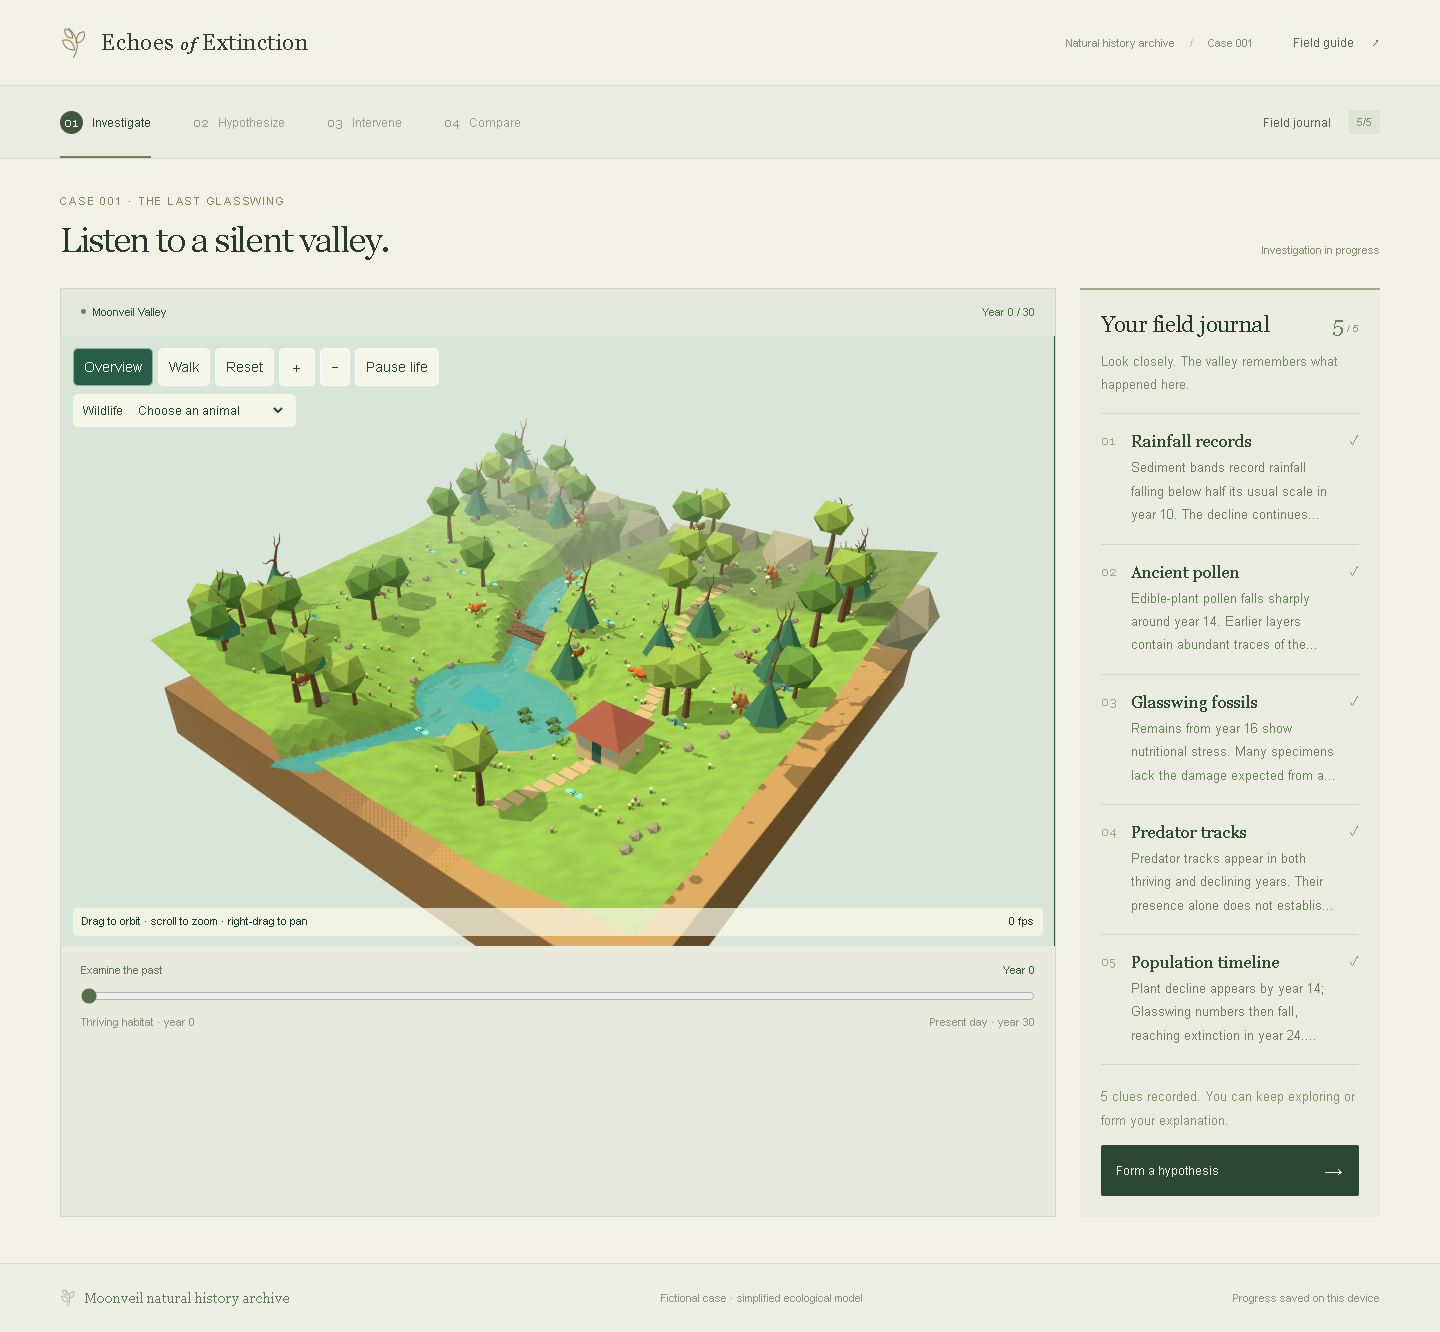 Echoes of Extinction
Natural history archive / Case 001 Field guide ↗
01 Investigate 02 Hypothesize 03 Intervene 04 Compare Field journal 5/5
CASE 001 · THE LAST GLASSWING
Listen to a silent valley.
Investigation in progress
Moonveil Valley Year 0 / 30
Overview Walk Reset + − Pause life
Wildlife Choose an animal
Drag to orbit · scroll to zoom · right-drag to pan 0 fps
Examine the past Year 0
Thriving habitat · year 0 Present day · year 30
Your field journal 5 / 5
Look closely. The valley remembers what
happened here.
01 Rainfall records ✓
Sediment bands record rainfall
falling below half its usual scale in
year 10. The decline continues...
02 Ancient pollen ✓
Edible-plant pollen falls sharply
around year 14. Earlier layers
contain abundant traces of the...
03 Glasswing fossils ✓
Remains from year 16 show
nutritional stress. Many specimens
lack the damage expected from a...
04 Predator tracks ✓
Predator tracks appear in both
thriving and declining years. Their
presence alone does not establis...
05 Population timeline ✓
Plant decline appears by year 14;
Glasswing numbers then fall,
reaching extinction in year 24....
5 clues recorded. You can keep exploring or
form your explanation.
Form a hypothesis →
Moonveil natural history archive
Fictional case · simplified ecological model
Progress saved on this device